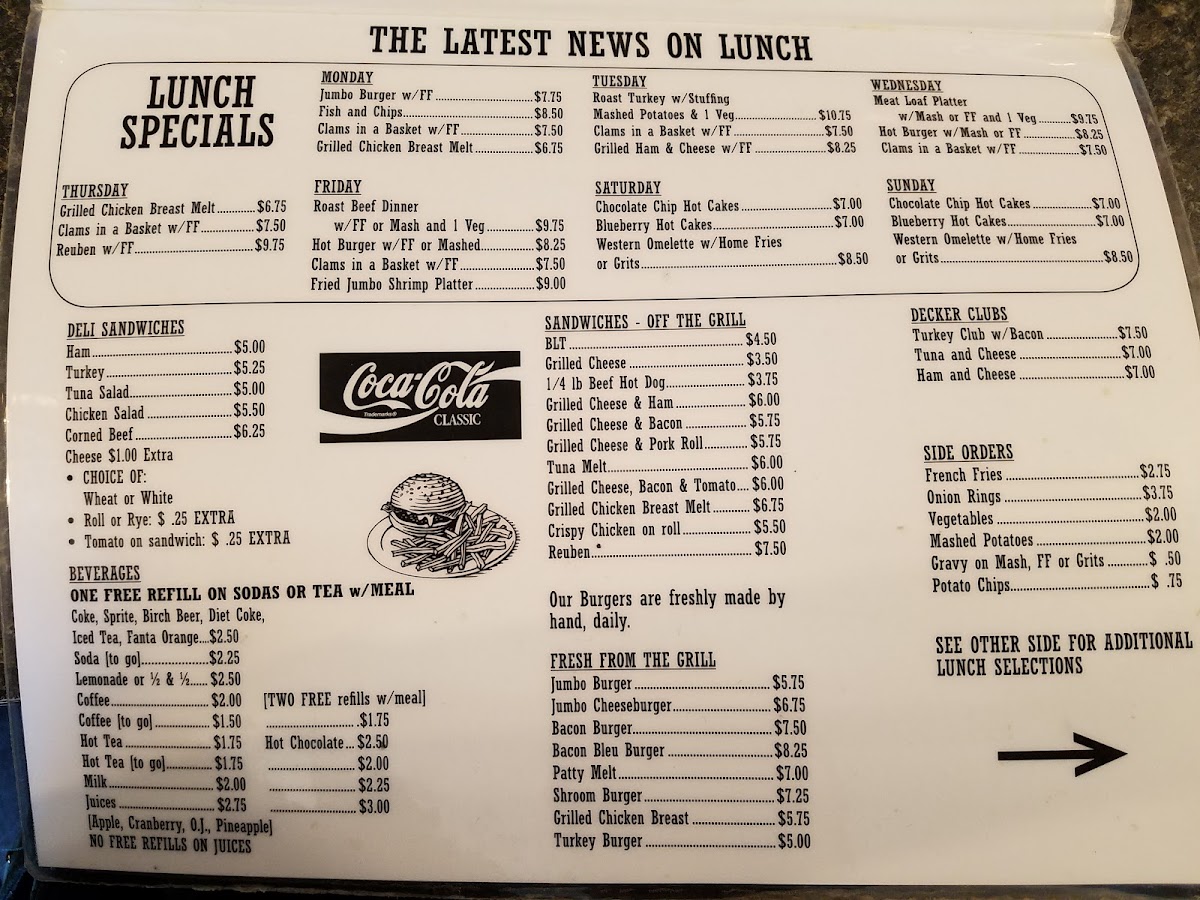 THE LATEST NEWS ON LUNCH
LUNCH
SPECIALS
MONDAY
Jumbo Burger w/FF $7.75
Fish and Chips $8.50
Clams in a Basket w/FF $7.50
Grilled Chicken Breast Melt $6.75
TUESDAY
Roast Turkey w/Stuffing
Mashed Potatoes & 1 Veg $10.75
Clams in a Basket w/FF $7.50
Grilled Ham & Cheese w/FF $8.25
WEDNESDAY
Meat Loaf Platter
w/Mash or FF and 1 Veg $9.75
Hot Burger w/Mash or FF $8.25
Clams in a Basket w/FF $7.50
THURSDAY
Grilled Chicken Breast Melt $6.75
Clams in a Basket w/FF $7.50
Reuben w/FF $9.75
FRIDAY
Roast Beef Dinner
w/FF or Mash and 1 Veg $9.75
Hot Burger w/FF or Mashed $8.25
Clams in a Basket w/FF $7.50
Fried Jumbo Shrimp Platter $9.00
SATURDAY
Chocolate Chip Hot Cakes $7.00
Blueberry Hot Cakes $7.00
Western Omelette w/Home Fries
or Grits $8.50
SUNDAY
Chocolate Chip Hot Cakes $7.00
Blueberry Hot Cakes $7.00
Western Omelette w/Home Fries
or Grits $8.50
DELI SANDWICHES
Ham $5.00
Turkey $5.25
Tuna Salad $5.00
Chicken Salad $5.50
Corned Beef $6.25
Cheese $1.00 Extra
• CHOICE OF:
Wheat or White
• Roll or Rye: $ .25 EXTRA
• Tomato on sandwich: $ .25 EXTRA
Coca-Cola
Trademarks®
CLASSIC
BEVERAGES
ONE FREE REFILL ON SODAS OR TEA w/MEAL
Coke, Sprite, Birch Beer, Diet Coke,
Iced Tea, Fanta Orange $2.50
Soda [to go] $2.25
Lemonade or ½ & ½ $2.50
Coffee $2.00 [TWO FREE refills w/meal]
Coffee [to go] $1.50 $1.75
Hot Tea $1.75 Hot Chocolate $2.50
Hot Tea [to go] $1.75 $2.00
Milk $2.00 $2.25
Juices $2.75 $3.00
[Apple, Cranberry, O.J., Pineapple]
NO FREE REFILLS ON JUICES
SANDWICHES - OFF THE GRILL
BLT $4.50
Grilled Cheese $3.50
1/4 lb Beef Hot Dog $3.75
Grilled Cheese & Ham $6.00
Grilled Cheese & Bacon $5.75
Grilled Cheese & Pork Roll $5.75
Tuna Melt $6.00
Grilled Cheese, Bacon & Tomato $6.00
Grilled Chicken Breast Melt $6.75
Crispy Chicken on roll $5.50
Reuben $7.50
Our Burgers are freshly made by
hand, daily.
FRESH FROM THE GRILL
Jumbo Burger $5.75
Jumbo Cheeseburger $6.75
Bacon Burger $7.50
Bacon Bleu Burger $8.25
Patty Melt $7.00
Shroom Burger $7.25
Grilled Chicken Breast $5.75
Turkey Burger $5.00
DECKER CLUBS
Turkey Club w/Bacon $7.50
Tuna and Cheese $7.00
Ham and Cheese $7.00
SIDE ORDERS
French Fries $2.75
Onion Rings $3.75
Vegetables $2.00
Mashed Potatoes $2.00
Gravy on Mash, FF or Grits $ .50
Potato Chips $ .75
SEE OTHER SIDE FOR ADDITIONAL
LUNCH SELECTIONS